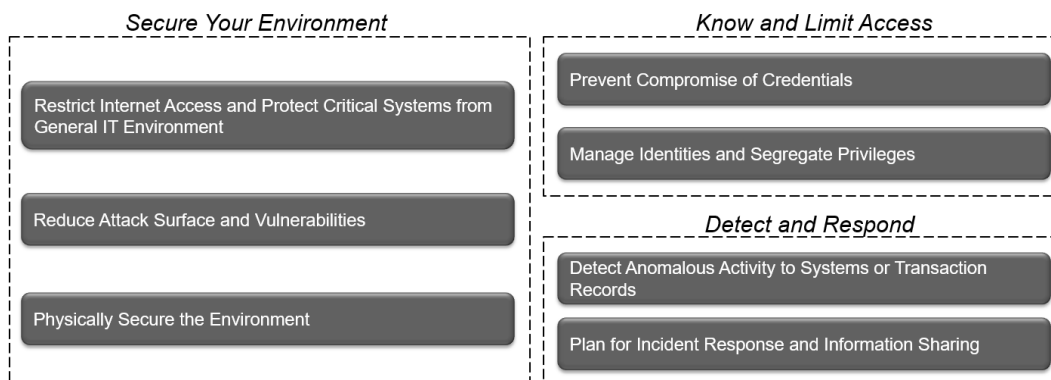 Secure Your Environment
Restrict Internet Access and Protect Critical Systems from
General IT Environment
Reduce Attack Surface and Vulnerabilities
Physically Secure the Environment
Know and Limit Access
Prevent Compromise of Credentials
Manage Identities and Segregate Privileges
Detect and Respond
Detect Anomalous Activity to Systems or Transaction
Records
Plan for Incident Response and Information Sharing